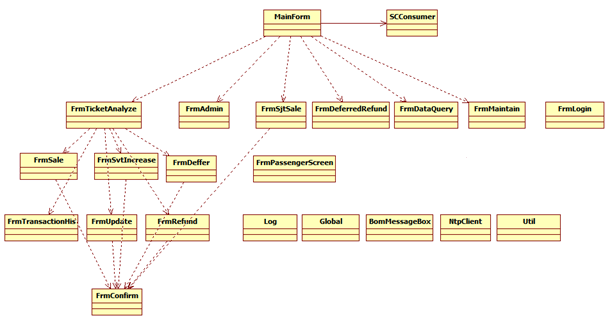 MainForm
SCConsumer
FrmTicketAnalyze
FrmAdmin
FrmSjtSale
FrmDeferredRefund
FrmDataQuery
FrmMaintain
FrmLogin
FrmSale
FrmSvtIncrease
FrmDeffer
FrmPassengerScreen
FrmTransactionHis
FrmUpdate
FrmRefund
Log
Global
BomMessageBox
NtpClient
Util
FrmConfirm